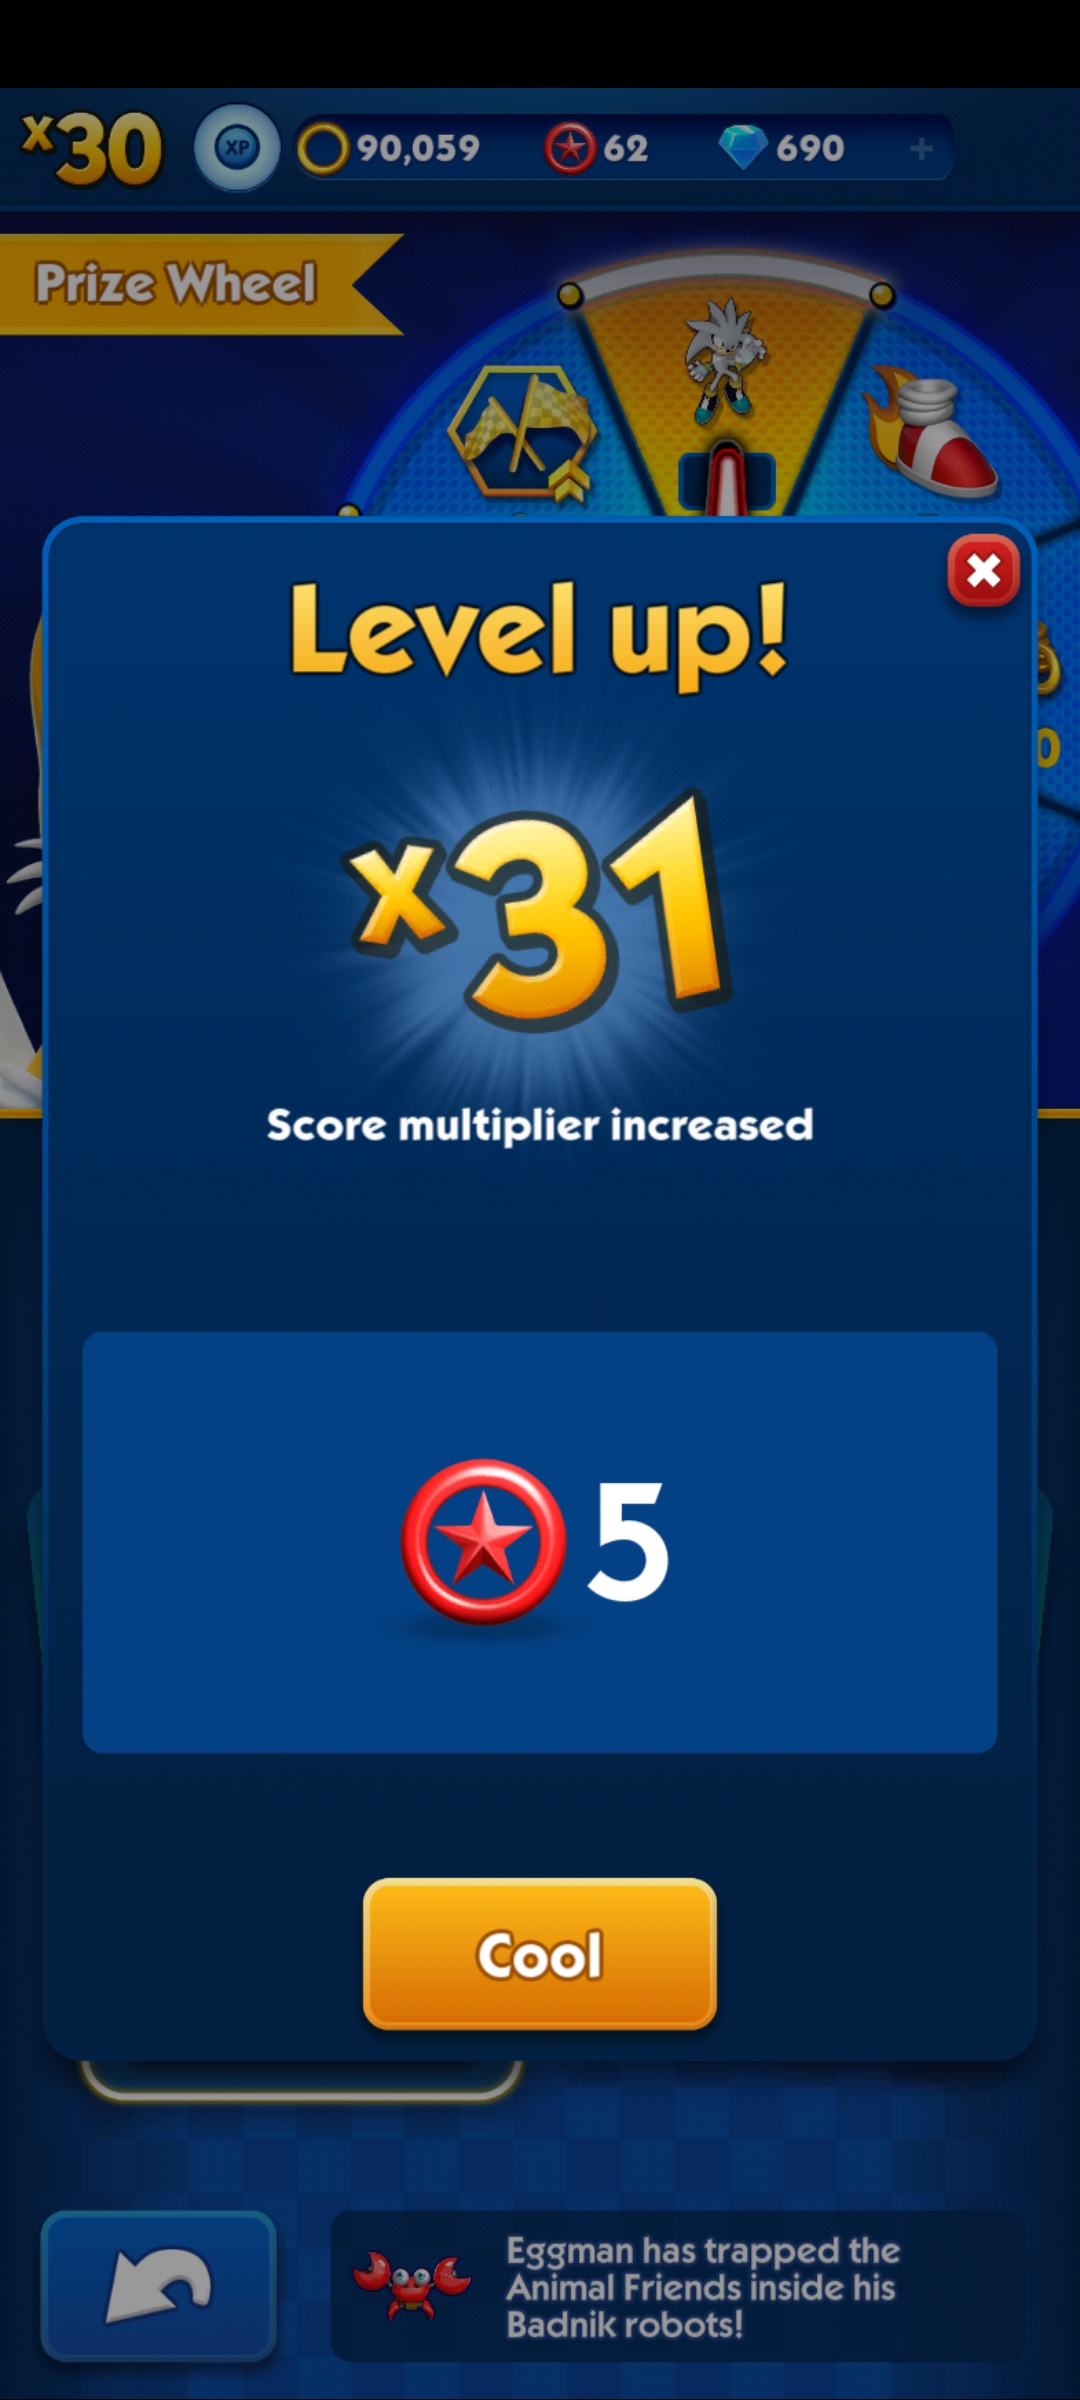 x30
XP
90,059
62
690
+
Prize Wheel
Level up!
x31
Score multiplier increased
5
Cool
Eggman has trapped the
Animal Friends inside his
Badnik robots!